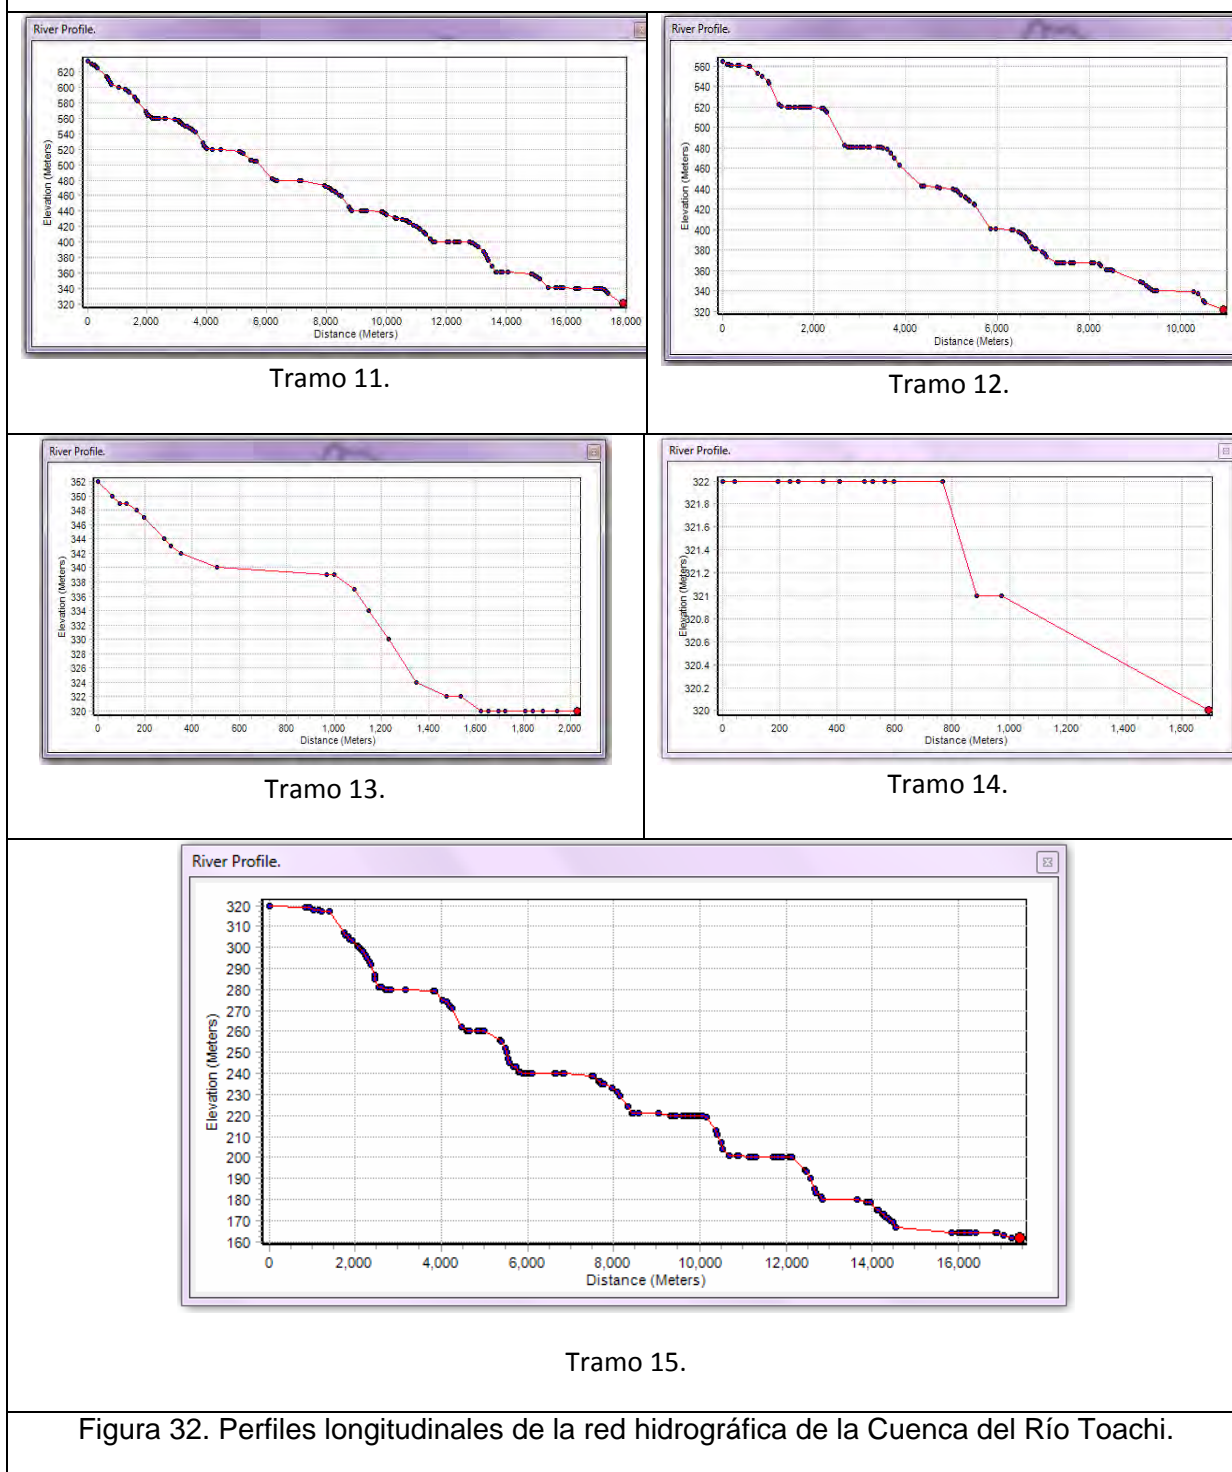 River Profile.
Elevation (Meters)
620
600
580
560
540
520
500
480
460
440
420
400
380
360
340
320
0 2,000 4,000 6,000 8,000 10,000 12,000 14,000 16,000 18,000
Distance (Meters)
Tramo 11.
River Profile.
Elevation (Meters)
560
540
520
500
480
460
440
420
400
380
360
340
320
0 2,000 4,000 6,000 8,000 10,000
Distance (Meters)
Tramo 12.
River Profile.
Elevation (Meters)
352
350
348
346
344
342
340
338
334
330
328
326
324
322
320
0 200 400 600 800 1,000 1,200 1,400 1,600 1,800 2,000
Distance (Meters)
Tramo 13.
River Profile.
Elevation (Meters)
322
321.8
321.6
321.4
321.2
321
320.8
320.6
320.4
320.2
320
0 200 400 600 800 1,000 1,200 1,400 1,600
Distance (Meters)
Tramo 14.
River Profile.
Elevation (Meters)
320
310
300
290
280
270
260
250
240
230
220
210
200
190
180
170
160
0 2,000 4,000 6,000 8,000 10,000 12,000 14,000 16,000
Distance (Meters)
Tramo 15.
Figura 32. Perfiles longitudinales de la red hidrográfica de la Cuenca del Río Toachi.